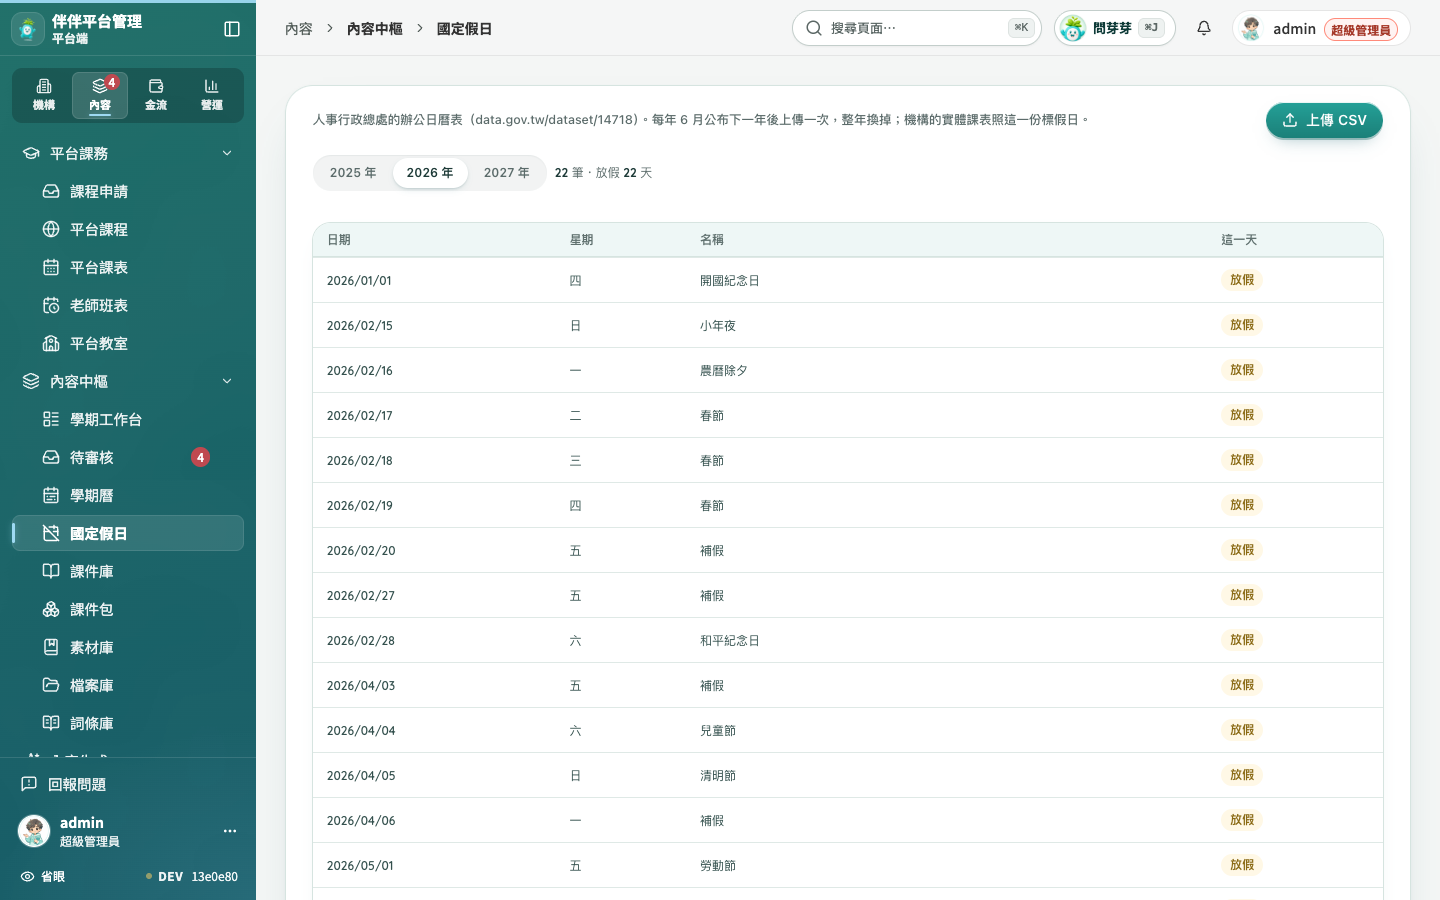 伴伴平台管理
平台端
機構
內容
4
金流
營運
平台課務
課程申請
平台課程
平台課表
老師班表
平台教室
內容中樞
學期工作台
待審核
4
學期曆
國定假日
課件庫
課件包
素材庫
檔案庫
詞條庫
回報問題
admin
超級管理員
省眼
DEV 13e0e80
內容 > 內容中樞 > 國定假日
搜尋頁面… ⌘K
問芽芽 ⌘J
admin 超級管理員
人事行政總處的辦公日曆表（data.gov.tw/dataset/14718）。每年 6 月公布下一年後上傳一次，整年換掉；機構的實體課表照這一份標假日。
上傳 CSV
2025 年 2026 年 2027 年 22 筆 · 放假 22 天
日期 星期 名稱 這一天
2026/01/01 四 開國紀念日 放假
2026/02/15 日 小年夜 放假
2026/02/16 一 農曆除夕 放假
2026/02/17 二 春節 放假
2026/02/18 三 春節 放假
2026/02/19 四 春節 放假
2026/02/20 五 補假 放假
2026/02/27 五 補假 放假
2026/02/28 六 和平紀念日 放假
2026/04/03 五 補假 放假
2026/04/04 六 兒童節 放假
2026/04/05 日 清明節 放假
2026/04/06 一 補假 放假
2026/05/01 五 勞動節 放假